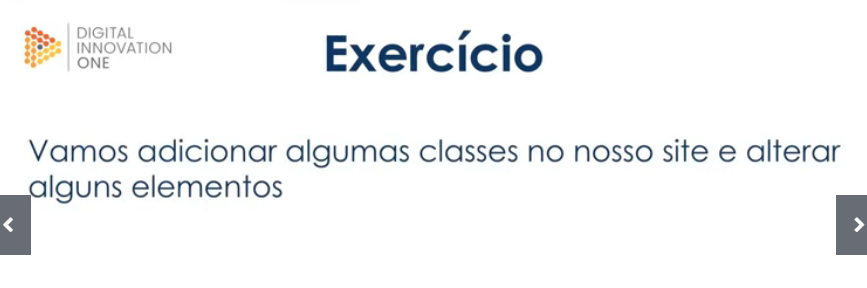 DIGITAL
INNOVATION
ONE
Exercício
Vamos adicionar algumas classes no nosso site e alterar
alguns elementos